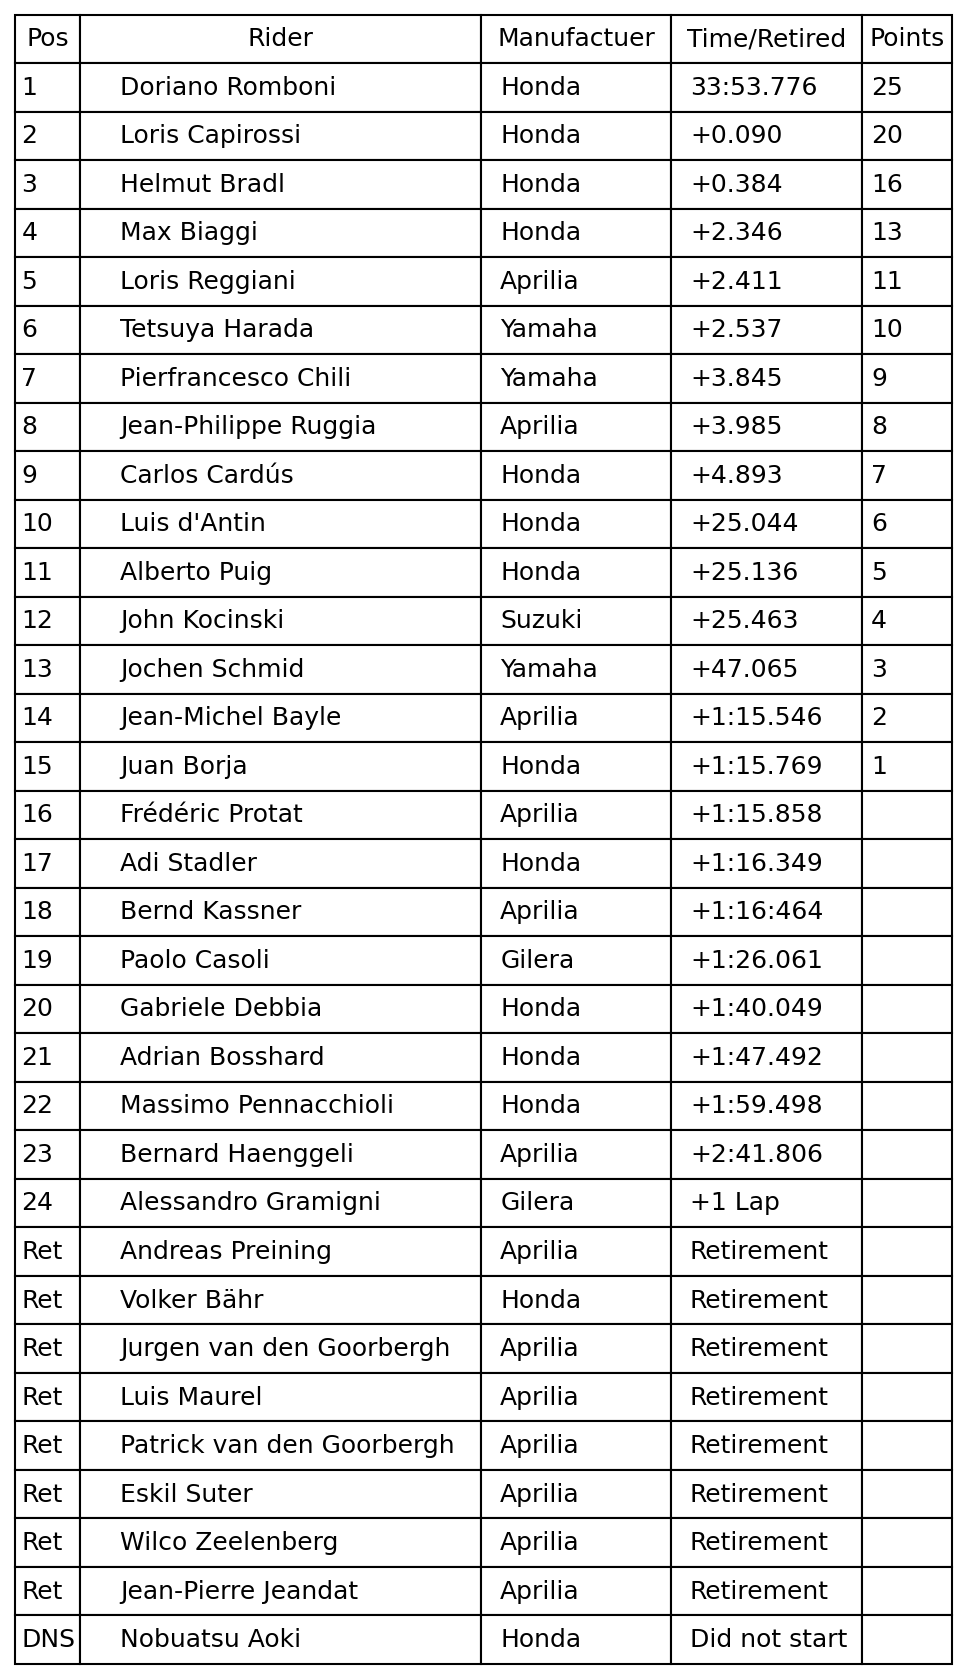 Pos Rider Manufactuer Time/Retired Points
1 Doriano Romboni Honda 33:53.776 25
2 Loris Capirossi Honda +0.090 20
3 Helmut Bradl Honda +0.384 16
4 Max Biaggi Honda +2.346 13
5 Loris Reggiani Aprilia +2.411 11
6 Tetsuya Harada Yamaha +2.537 10
7 Pierfrancesco Chili Yamaha +3.845 9
8 Jean-Philippe Ruggia Aprilia +3.985 8
9 Carlos Cardús Honda +4.893 7
10 Luis d'Antin Honda +25.044 6
11 Alberto Puig Honda +25.136 5
12 John Kocinski Suzuki +25.463 4
13 Jochen Schmid Yamaha +47.065 3
14 Jean-Michel Bayle Aprilia +1:15.546 2
15 Juan Borja Honda +1:15.769 1
16 Frédéric Protat Aprilia +1:15.858
17 Adi Stadler Honda +1:16.349
18 Bernd Kassner Aprilia +1:16:464
19 Paolo Casoli Gilera +1:26.061
20 Gabriele Debbia Honda +1:40.049
21 Adrian Bosshard Honda +1:47.492
22 Massimo Pennacchioli Honda +1:59.498
23 Bernard Haenggeli Aprilia +2:41.806
24 Alessandro Gramigni Gilera +1 Lap
Ret Andreas Preining Aprilia Retirement
Ret Volker Bähr Honda Retirement
Ret Jurgen van den Goorbergh Aprilia Retirement
Ret Luis Maurel Aprilia Retirement
Ret Patrick van den Goorbergh Aprilia Retirement
Ret Eskil Suter Aprilia Retirement
Ret Wilco Zeelenberg Aprilia Retirement
Ret Jean-Pierre Jeandat Aprilia Retirement
DNS Nobuatsu Aoki Honda Did not start